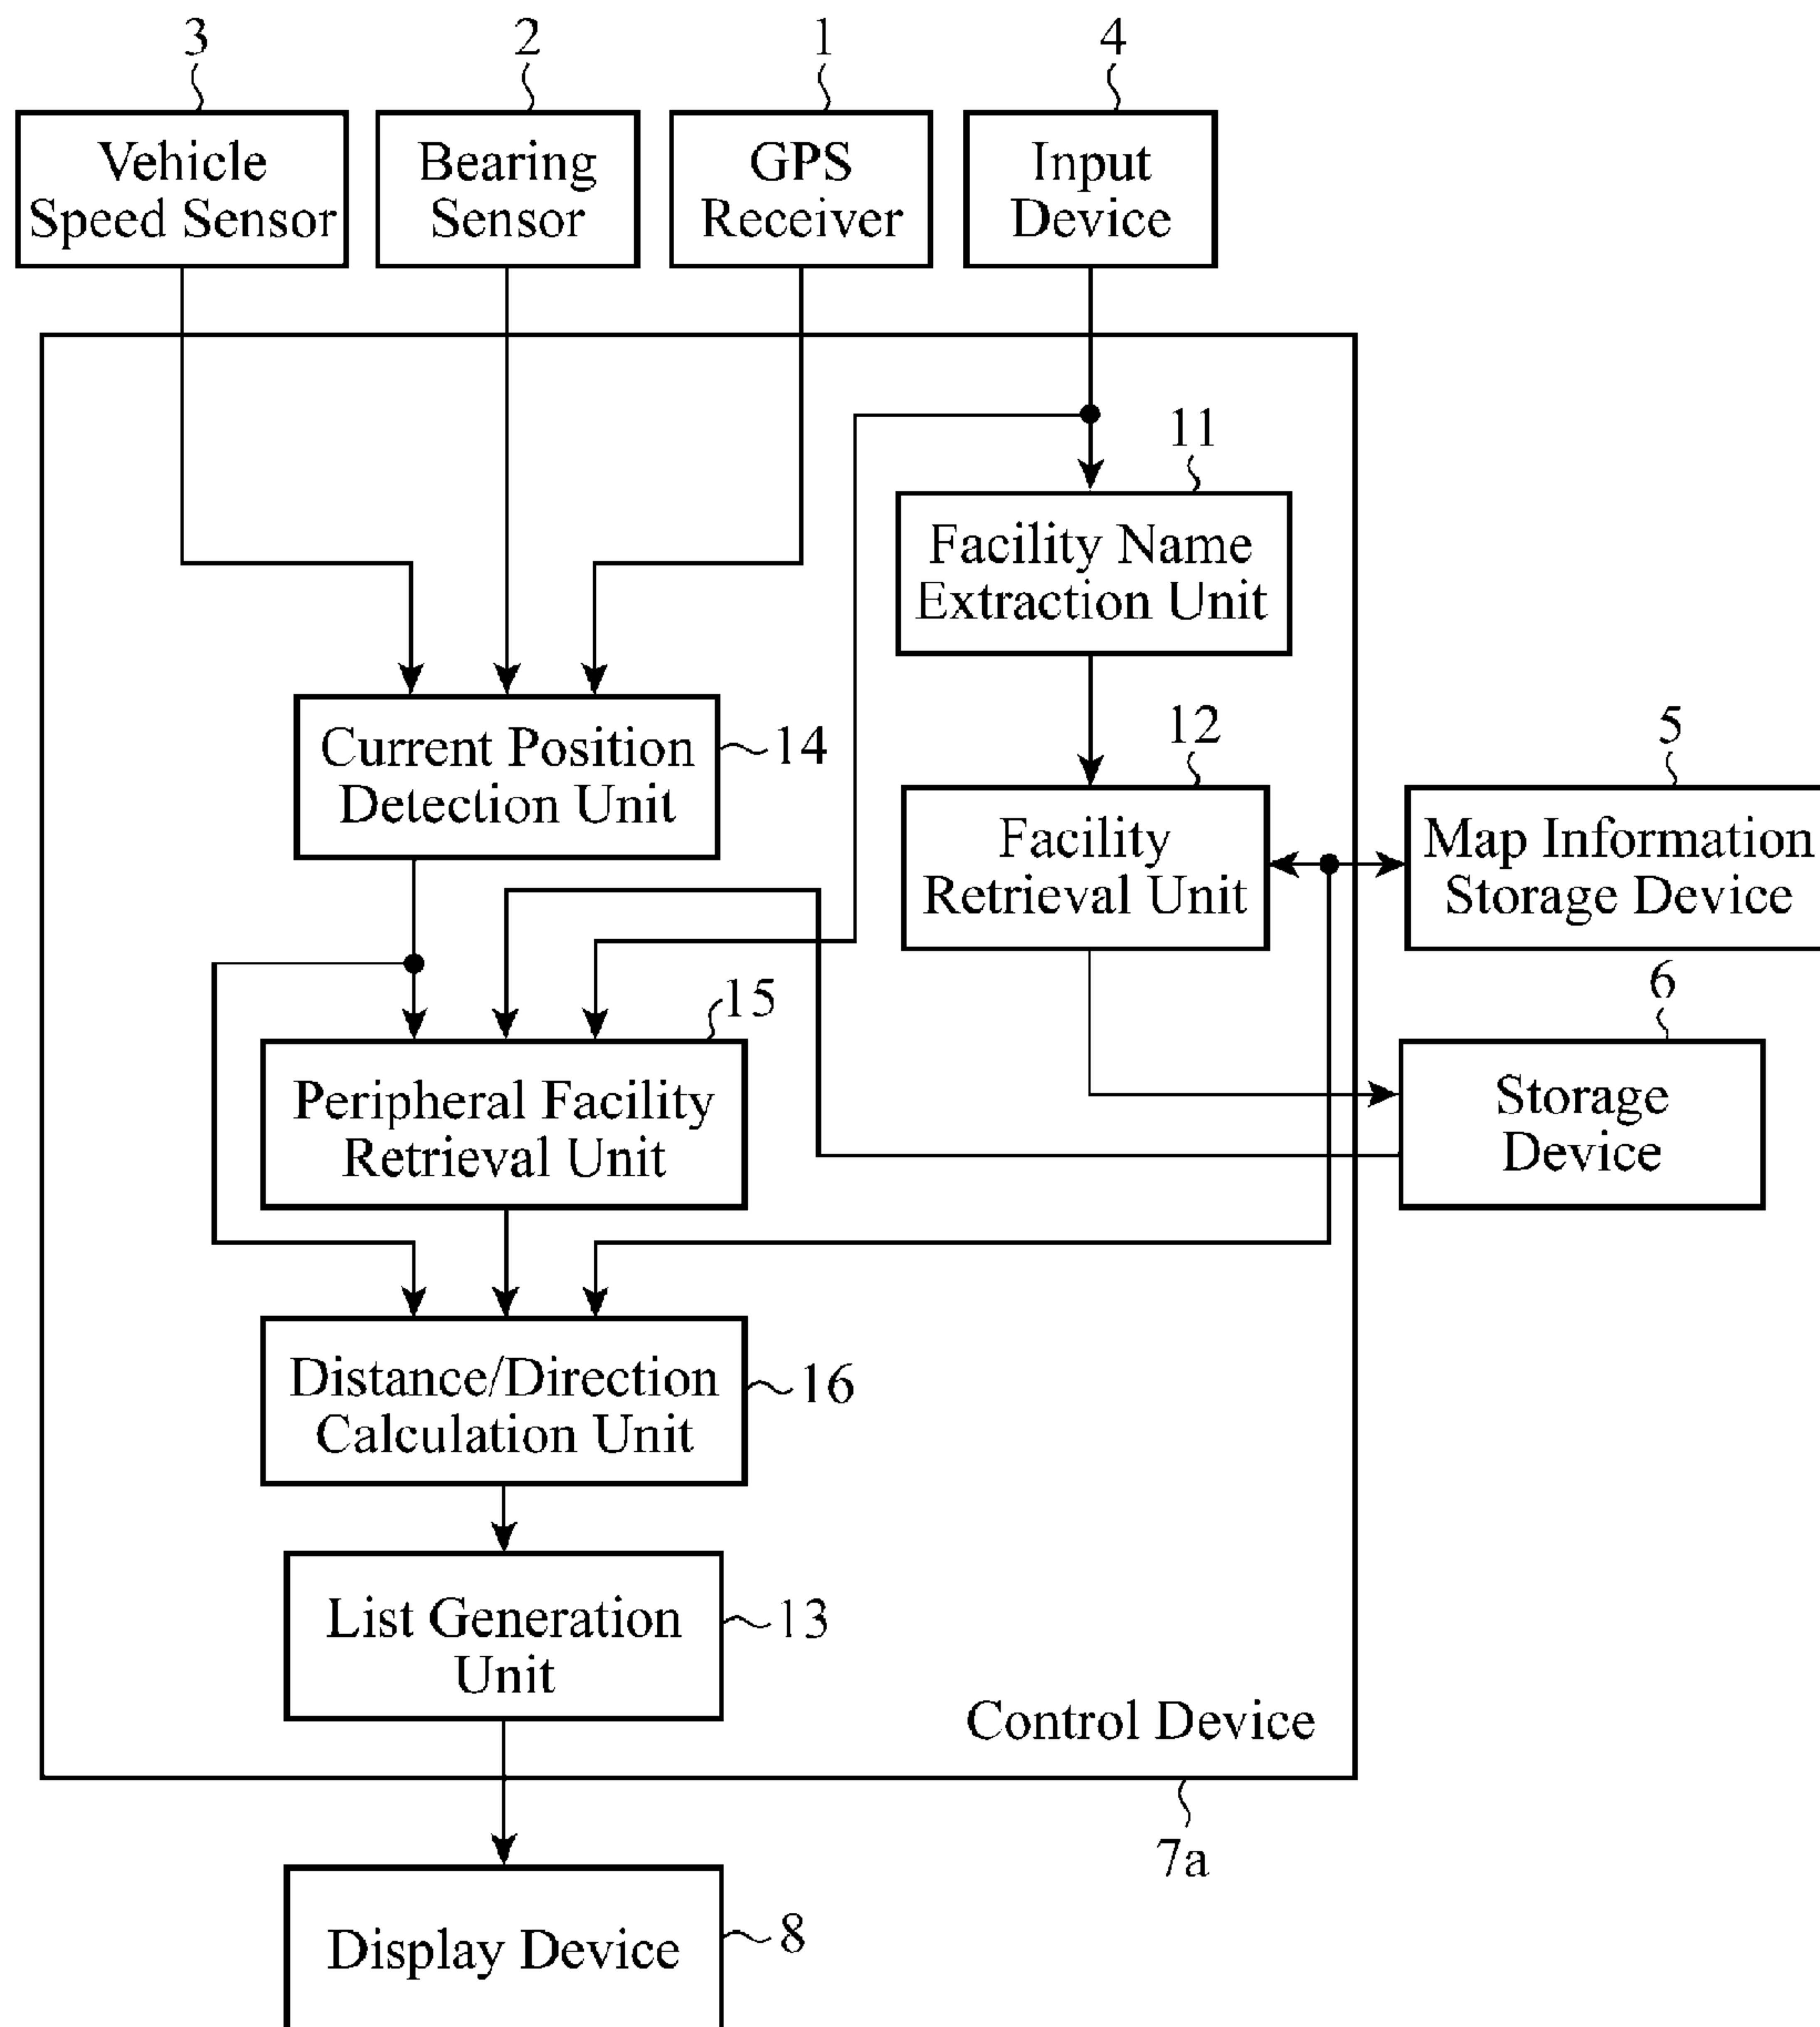 3
2
1
4
Vehicle
Speed Sensor
Bearing
Sensor
GPS
Receiver
Input
Device
11
Facility Name
Extraction Unit
Current Position
Detection Unit
14
12
Facility
Retrieval Unit
5
Map Information
Storage Device
6
Storage
Device
15
Peripheral Facility
Retrieval Unit
Distance/Direction
Calculation Unit
16
List Generation
Unit
13
Control Device
7a
Display Device
8